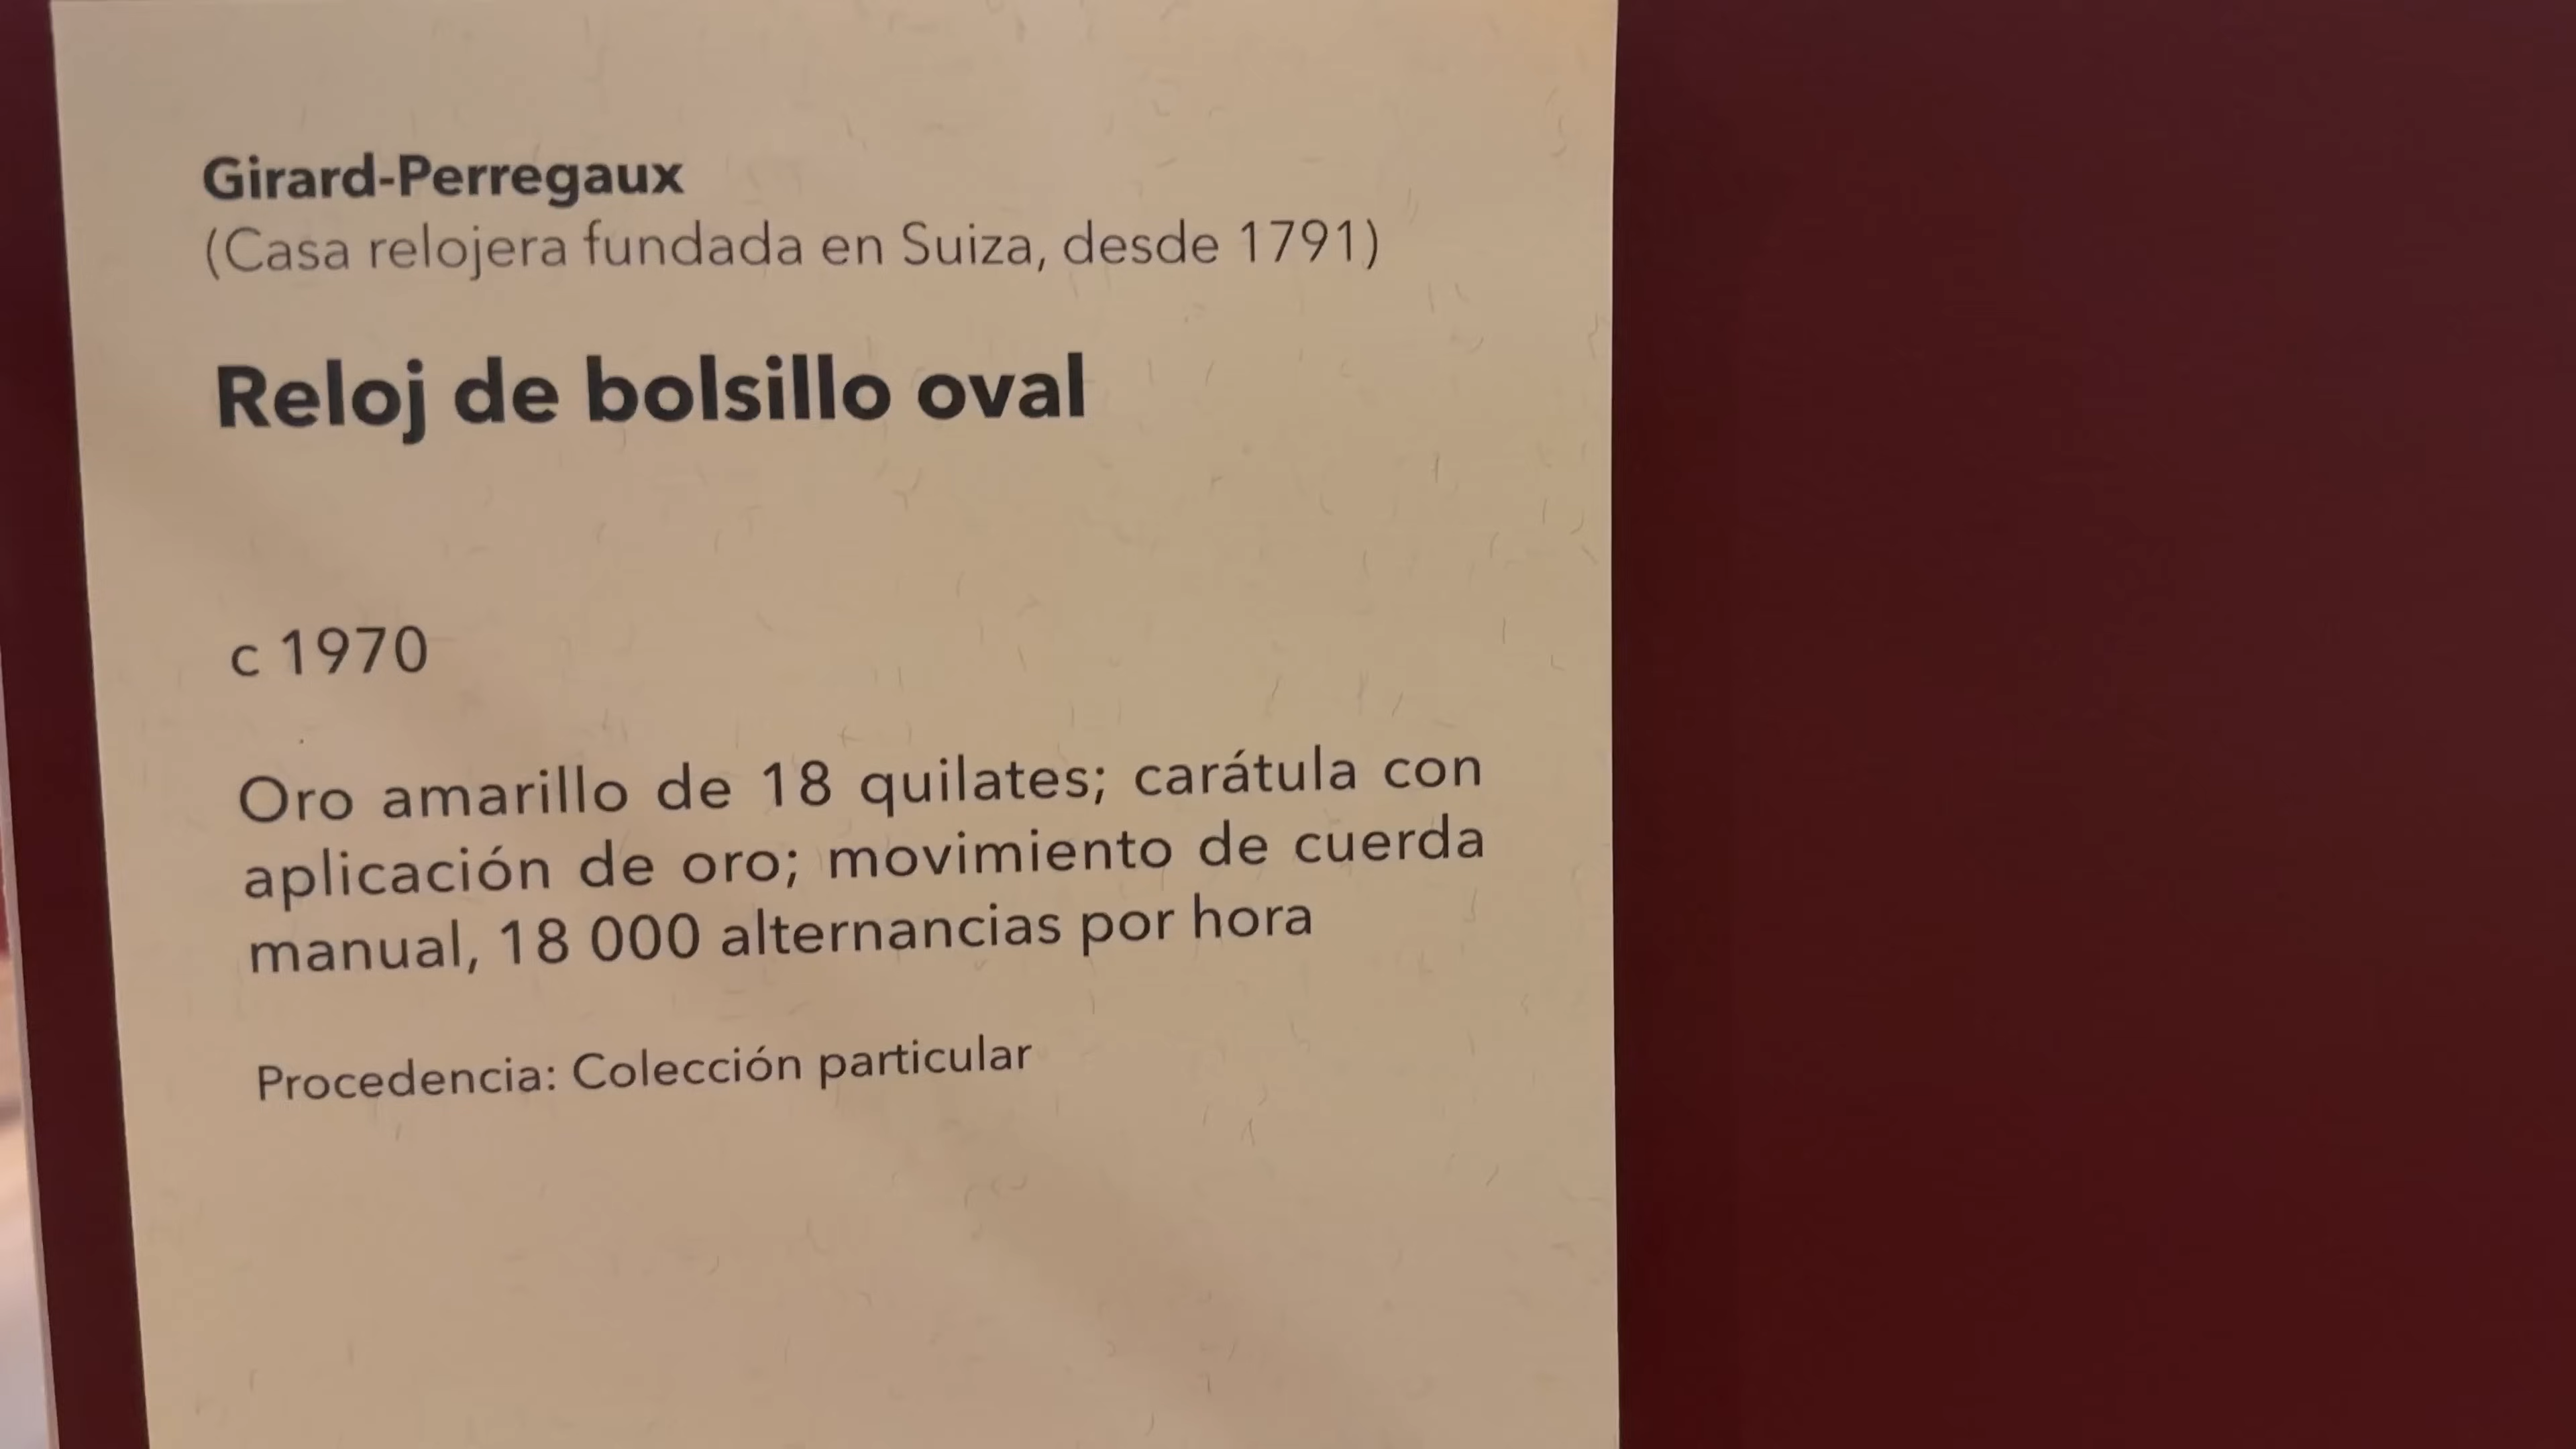 Girard-Perregaux
(Casa relojera fundada en Suiza, desde 1791)
Reloj de bolsillo oval
c 1970
Oro amarillo de 18 quilates; carátula con
aplicación de oro; movimiento de cuerda
manual, 18 000 alternancias por hora
Procedencia: Colección particular